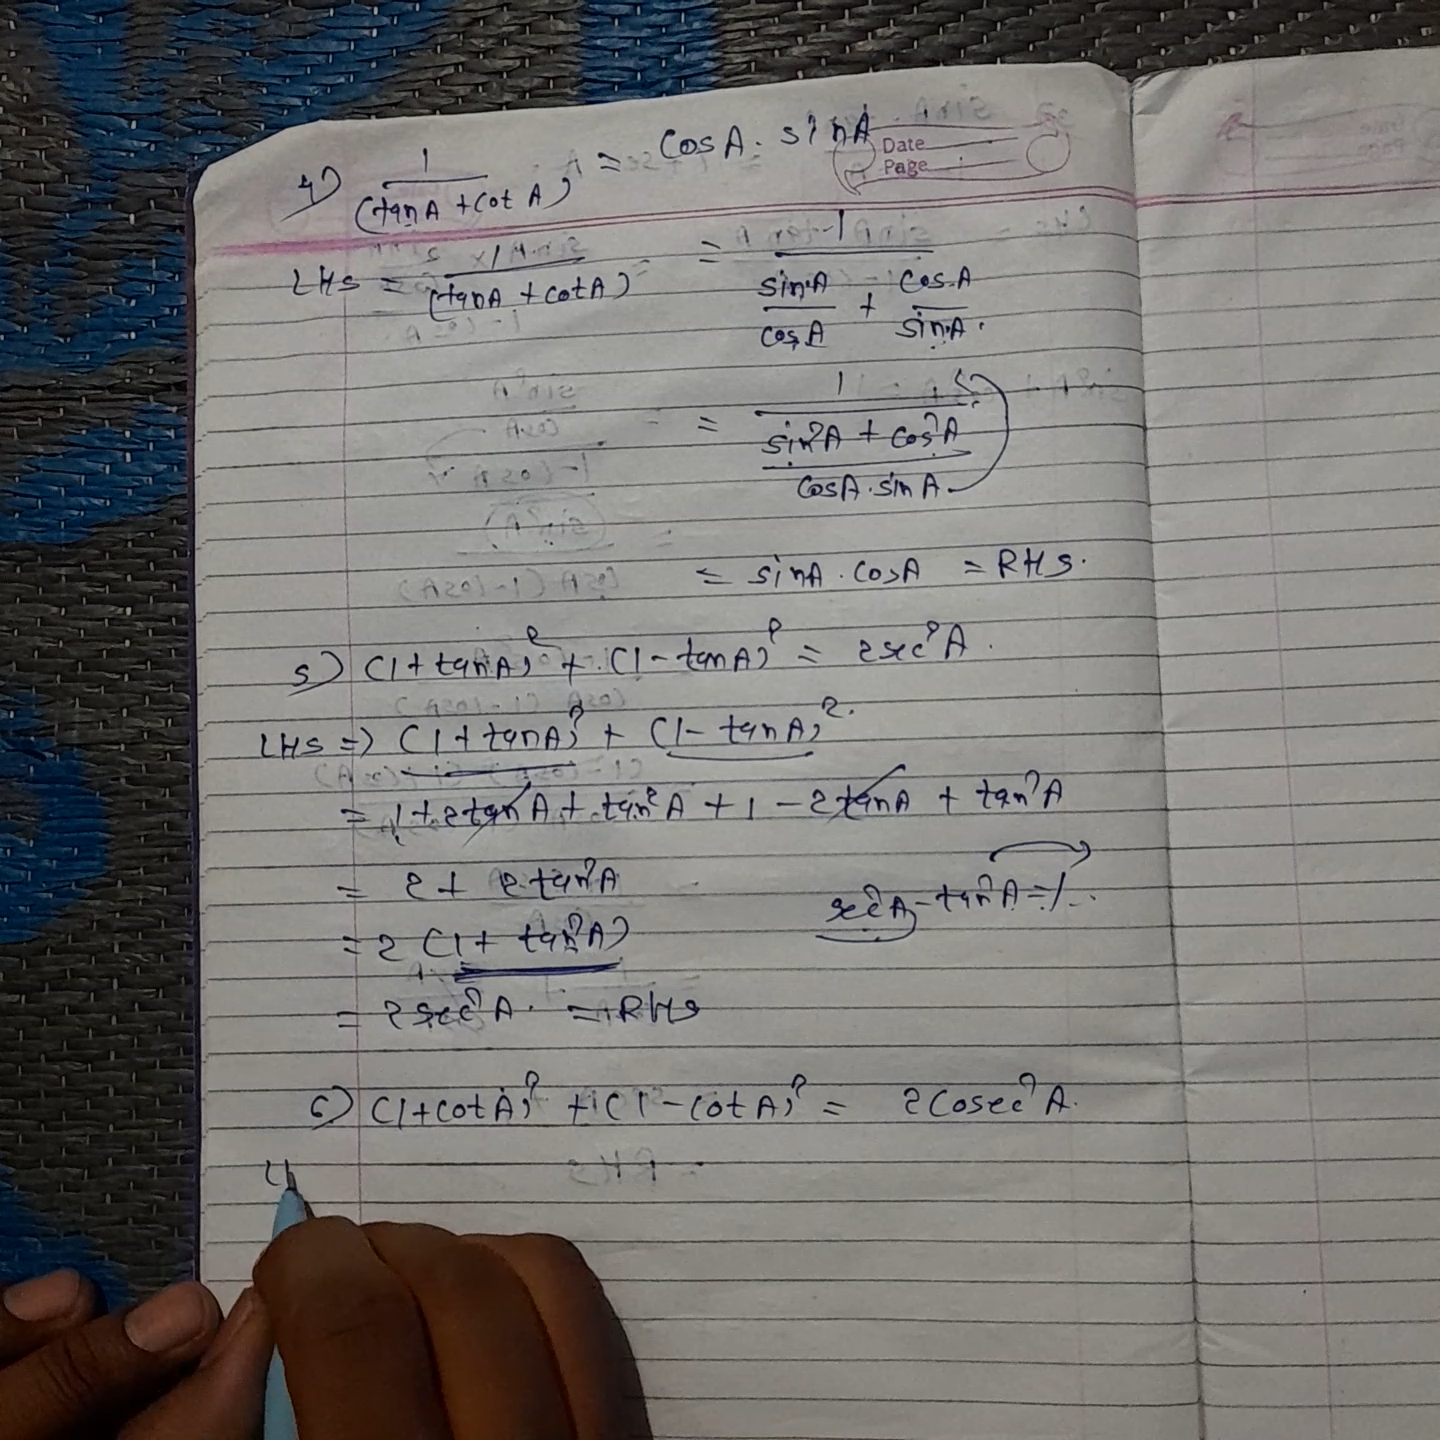 4) 1/(tanA + cot A) = cosA . sinA
Date
Page
LHS = 1/(tanA + cotA) = 1/(sinA/cosA + cosA/sinA.)
= 1/((sin²A + cos²A)/(cosA.sinA))
= sinA . cosA = RHS.
5) (1+tanA)² + (1-tanA)² = 2sec²A.
LHS => (1+tanA)² + (1-tanA)².
= 1+2tanA + tan²A + 1 - 2tanA + tan²A
= 2 + 2tan²A
sec²A - tan²A = 1..
= 2 (1 + tan²A)
= 2sec²A. = RHS
6) (1+cotA)² + (1-cotA)² = 2cosec²A.